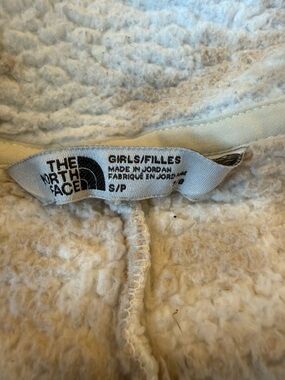 THE
NORTH
FACE
GIRLS/FILLES
MADE IN JORDAN
FABRIQUÉ EN JORDANIE
S/P